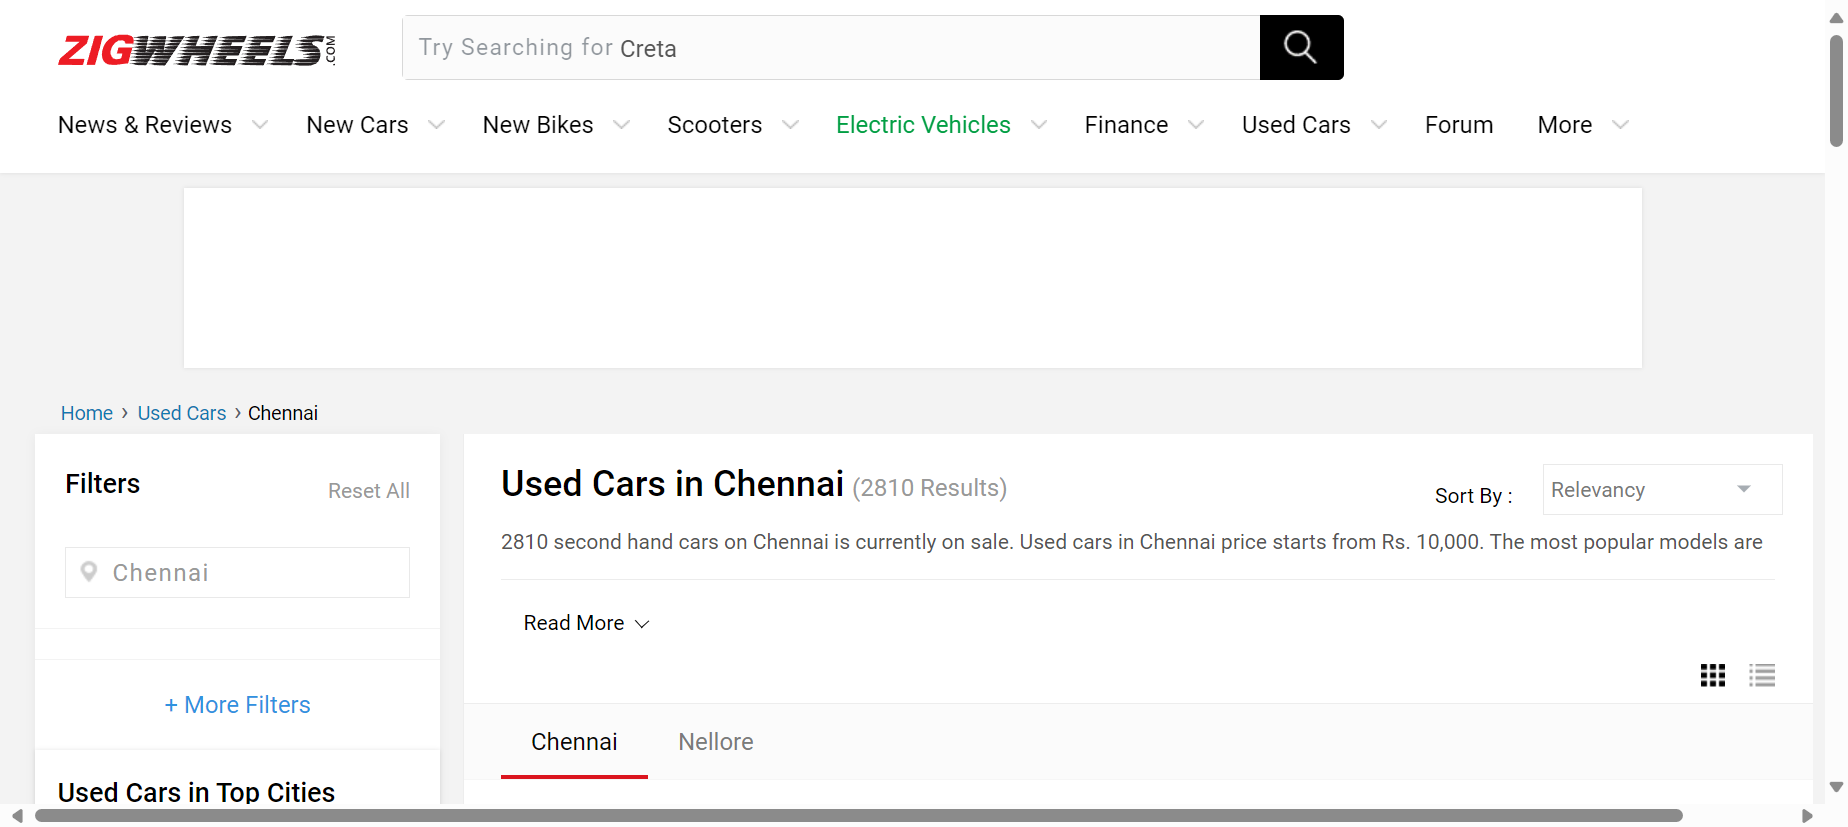 ZIGWHEELS.COM
Try Searching for Creta
News & Reviews New Cars New Bikes Scooters Electric Vehicles Finance Used Cars Forum More
Home › Used Cars › Chennai
Filters
Reset All
Chennai
+ More Filters
Used Cars in Top Cities
Used Cars in Chennai (2810 Results)
Sort By : Relevancy
2810 second hand cars on Chennai is currently on sale. Used cars in Chennai price starts from Rs. 10,000. The most popular models are
Read More
Chennai Nellore